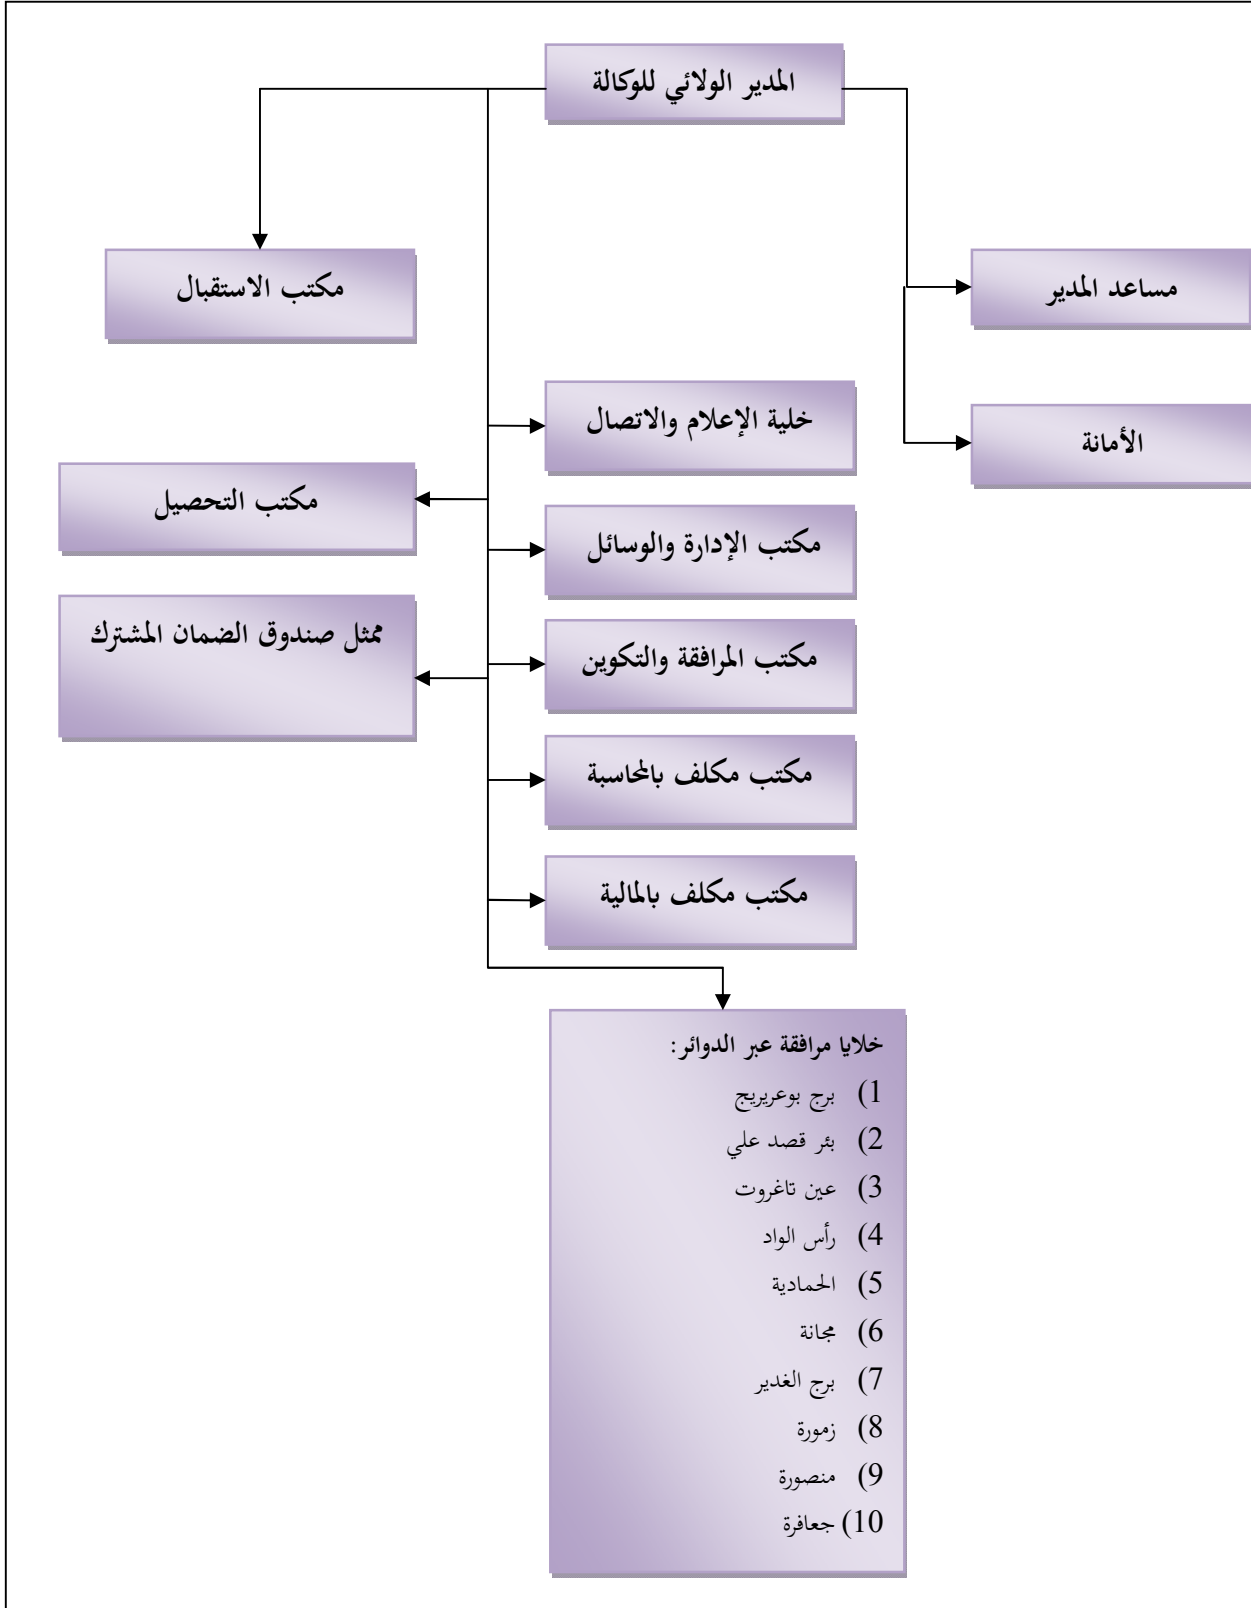 المدير الولائي للوكالة
مساعد المدير
مكتب الاستقبال
الأمانة
خلية الإعلام والاتصال
مكتب التحصيل
مكتب الإدارة والوسائل
ممثل صندوق الضمان المشترك
مكتب المرافقة والتكوين
مكتب مكلف بالمحاسبة
مكتب مكلف بالمالية
خلايا مرافقة عبر الدوائر:
1) برج بوعريريج
2) بئر قصد علي
3) عين تاغروت
4) رأس الواد
5) الحمادية
6) مجانة
7) برج الغدير
8) زمورة
9) منصورة
10) جعافرة